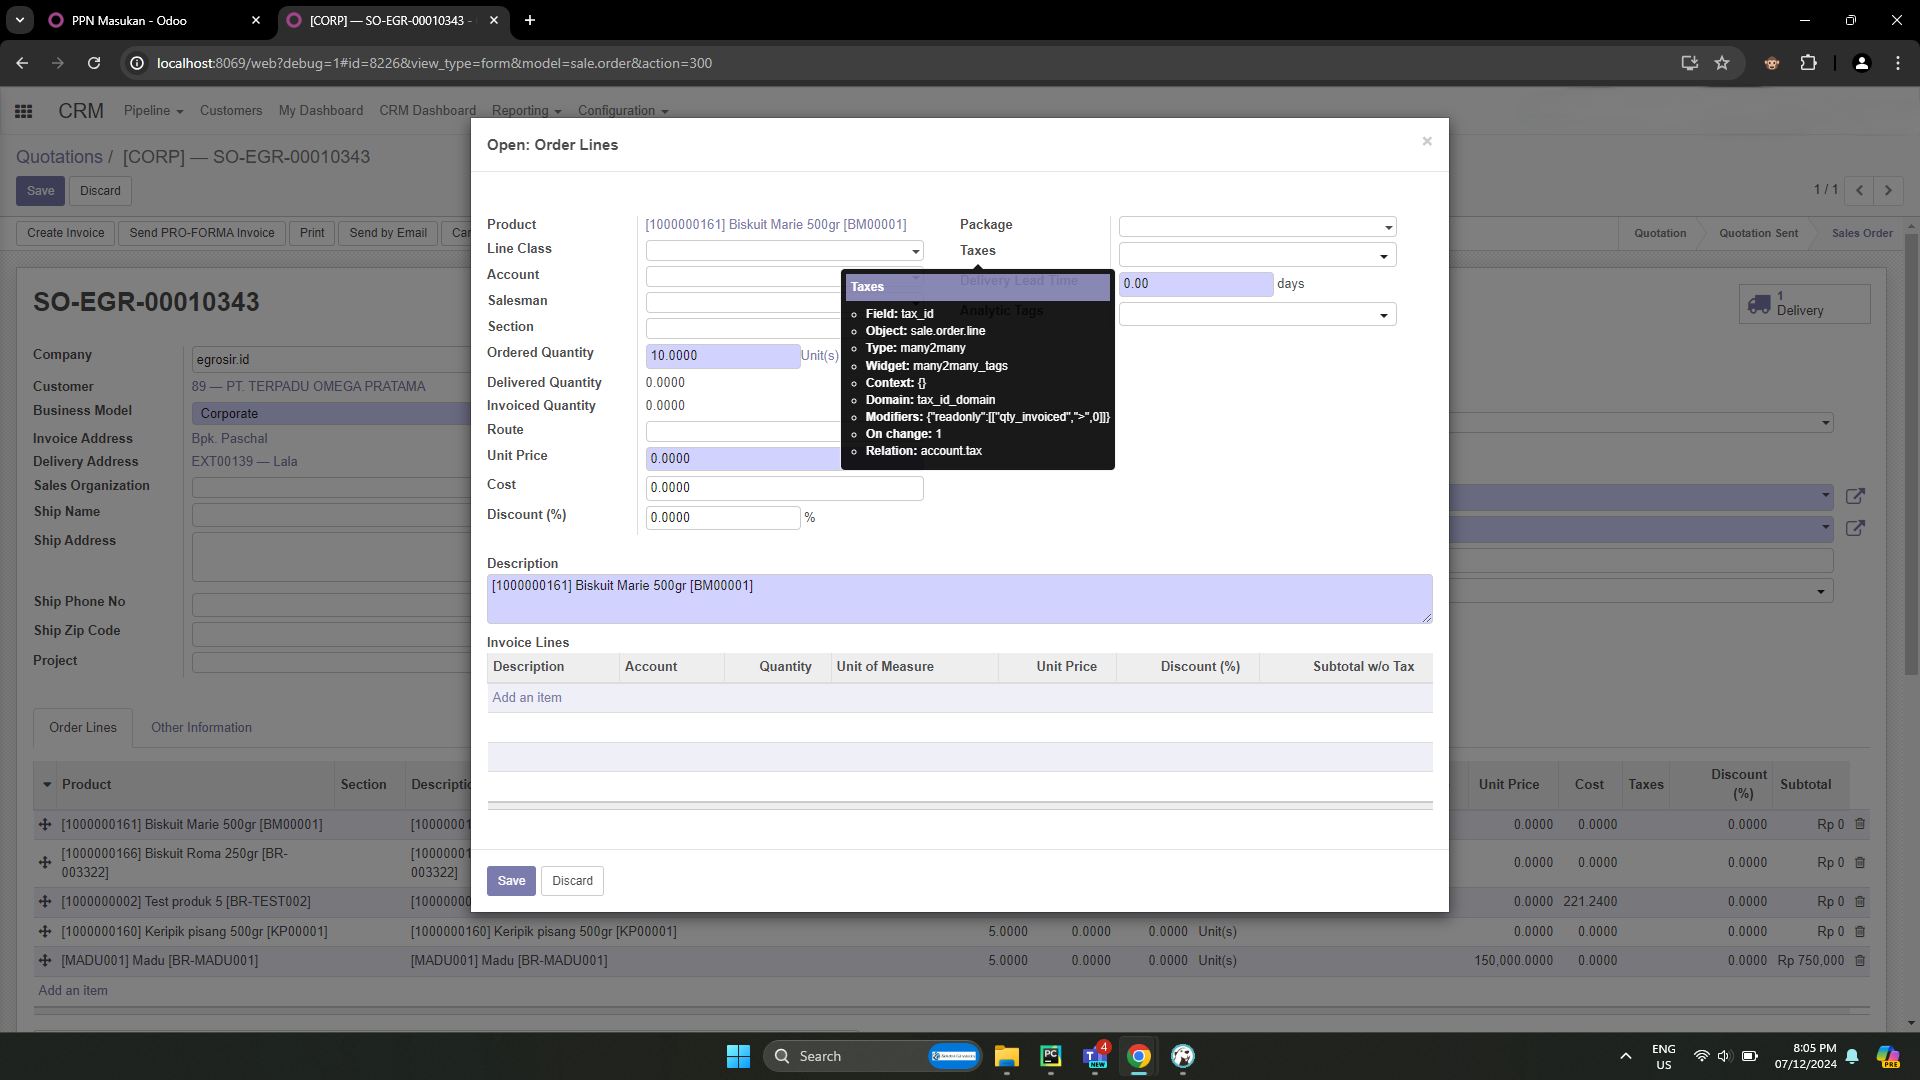 PPN Masukan - Odoo
[CORP] — SO-EGR-00010343 -
localhost:8069/web?debug=1#id=8226&view_type=form&model=sale.order&action=300
CRM Pipeline Customers My Dashboard CRM Dashboard Reporting Configuration
Quotations / [CORP] — SO-EGR-00010343
Save Discard
1 / 1
Create Invoice Send PRO-FORMA Invoice Print Send by Email
Quotation Quotation Sent Sales Order
SO-EGR-00010343
1
Delivery
Company egrosir.id
Customer 89 — PT. TERPADU OMEGA PRATAMA
Business Model Corporate
Invoice Address Bpk. Paschal
Delivery Address EXT00139 — Lala
Sales Organization
Ship Name
Ship Address
Ship Phone No
Ship Zip Code
Project
Order Lines Other Information
Open: Order Lines
×
Product [1000000161] Biskuit Marie 500gr [BM00001]
Line Class
Account
Salesman
Section
Ordered Quantity 10.0000 Unit(s)
Delivered Quantity 0.0000
Invoiced Quantity 0.0000
Route
Unit Price 0.0000
Cost 0.0000
Discount (%) 0.0000 %
Package
Taxes
Delivery Lead Time 0.00 days
Analytic Tags
Taxes
Field: tax_id
Object: sale.order.line
Type: many2many
Widget: many2many_tags
Context: {}
Domain: tax_id_domain
Modifiers: {"readonly":[["qty_invoiced",">",0]]}
On change: 1
Relation: account.tax
Description
[1000000161] Biskuit Marie 500gr [BM00001]
Invoice Lines
Description Account Quantity Unit of Measure Unit Price Discount (%) Subtotal w/o Tax
Add an item
Save Discard
Product Section Unit Price Cost Taxes Discount (%) Subtotal
[1000000161] Biskuit Marie 500gr [BM00001] 0.0000 0.0000 0.0000 Rp 0
[1000000166] Biskuit Roma 250gr [BR-
003322] 003322] 0.0000 0.0000 0.0000 Rp 0
[1000000002] Test produk 5 [BR-TEST002] 0.0000 221.2400 0.0000 Rp 0
[1000000160] Keripik pisang 500gr [KP00001] [1000000160] Keripik pisang 500gr [KP00001] 5.0000 0.0000 0.0000 Unit(s) 0.0000 0.0000 0.0000 Rp 0
[MADU001] Madu [BR-MADU001] [MADU001] Madu [BR-MADU001] 5.0000 0.0000 0.0000 Unit(s) 150,000.0000 0.0000 0.0000 Rp 750,000
Add an item
Search
4
ENG
US
8:05 PM
07/12/2024